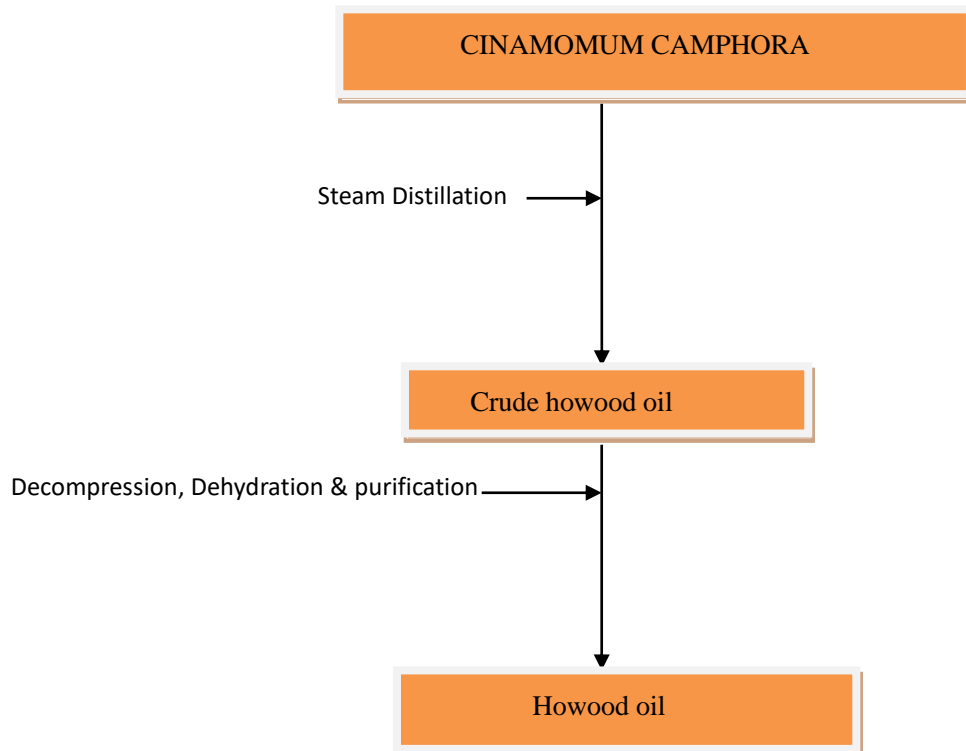 CINAMOMUM CAMPHORA
Steam Distillation
Crude howood oil
Decompression, Dehydration & purification
Howood oil